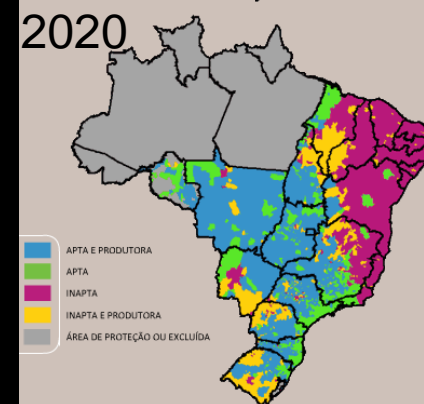 2020
APTA E PRODUTORA
APTA
INAPTA
INAPTA E PRODUTORA
ÁREA DE PROTEÇÃO OU EXCLUÍDA